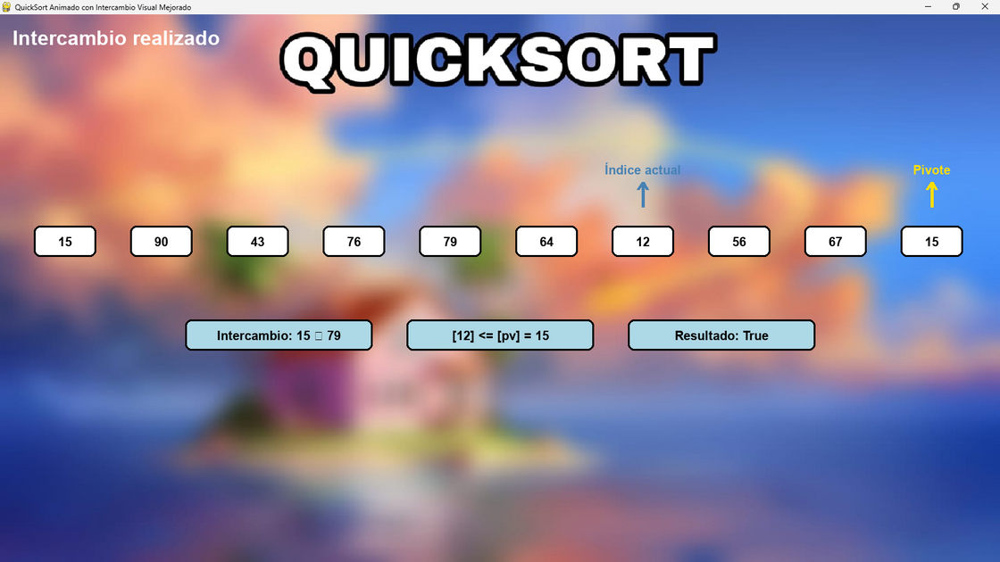 QuickSort Animado con Intercambio Visual Mejorado
Intercambio realizado
QUICKSORT
Índice actual
Pivote
15 90 43 76 79 64 12 56 67 15
Intercambio: 15 ▯ 79
[12] <= [pv] = 15
Resultado: True